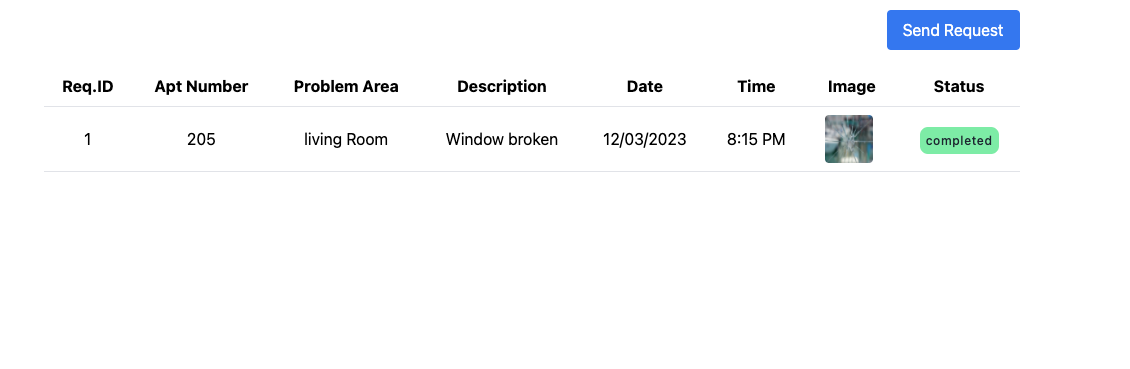 Send Request
Req.ID Apt Number Problem Area Description Date Time Image Status
1 205 living Room Window broken 12/03/2023 8:15 PM completed